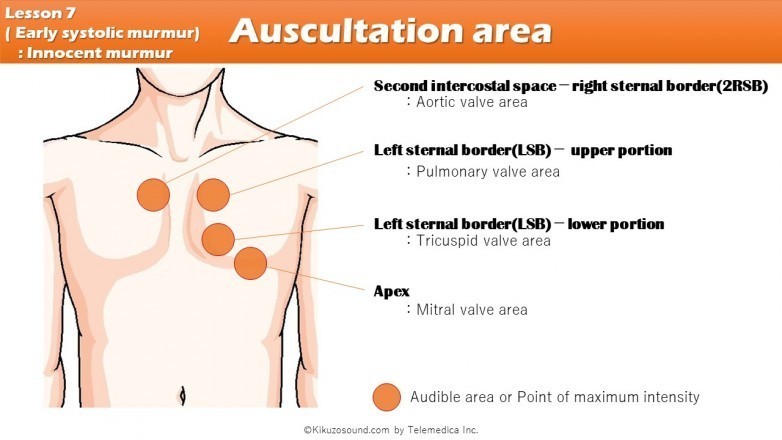 Lesson 7
( Early systolic murmur)
: Innocent murmur
Auscultation area
Second intercostal space－right sternal border(2RSB)
：Aortic valve area
Left sternal border(LSB)－ upper portion
：Pulmonary valve area
Left sternal border(LSB)－lower portion
：Tricuspid valve area
Apex
：Mitral valve area
Audible area or Point of maximum intensity
©Kikuzosound.com by Telemedica Inc.